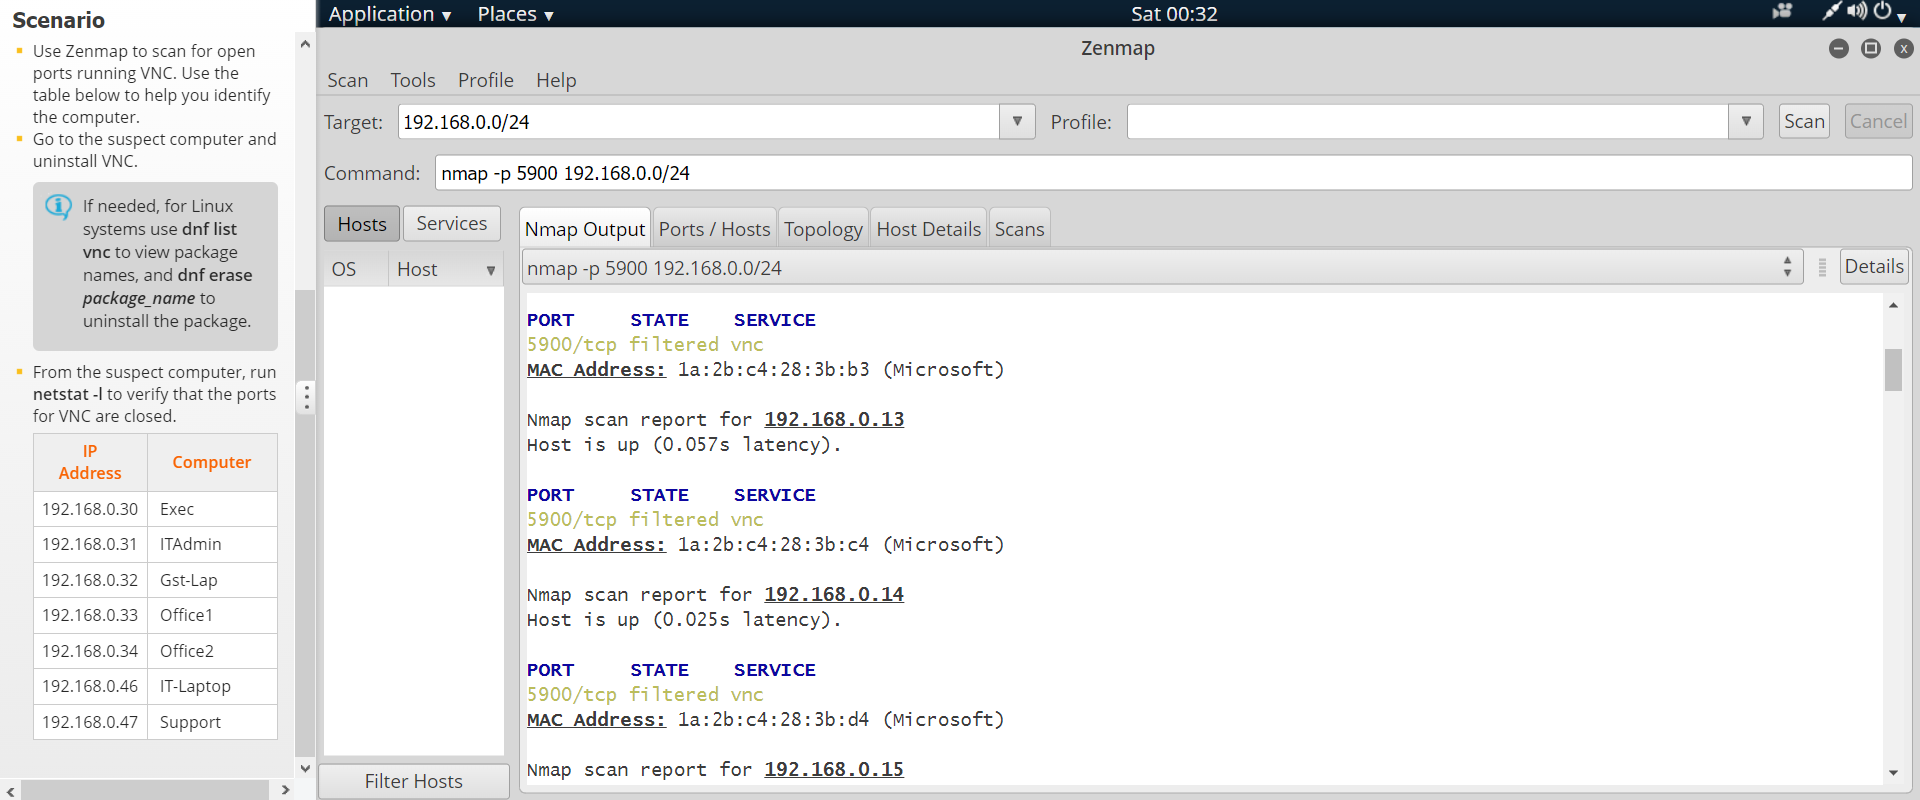 Scenario
Use Zenmap to scan for open
ports running VNC. Use the
table below to help you identify
the computer.
Go to the suspect computer and
uninstall VNC.
If needed, for Linux
systems use dnf list
vnc to view package
names, and dnf erase
package_name to
uninstall the package.
From the suspect computer, run
netstat -l to verify that the ports
for VNC are closed.
IP Address Computer
192.168.0.30 Exec
192.168.0.31 ITAdmin
192.168.0.32 Gst-Lap
192.168.0.33 Office1
192.168.0.34 Office2
192.168.0.46 IT-Laptop
192.168.0.47 Support
Application Places Sat 00:32
Zenmap
Scan Tools Profile Help
Target: 192.168.0.0/24 Profile: Scan Cancel
Command: nmap -p 5900 192.168.0.0/24
Hosts Services
OS Host
Filter Hosts
Nmap Output Ports / Hosts Topology Host Details Scans
nmap -p 5900 192.168.0.0/24 Details
PORT STATE SERVICE
5900/tcp filtered vnc
MAC Address: 1a:2b:c4:28:3b:b3 (Microsoft)
Nmap scan report for 192.168.0.13
Host is up (0.057s latency).
PORT STATE SERVICE
5900/tcp filtered vnc
MAC Address: 1a:2b:c4:28:3b:c4 (Microsoft)
Nmap scan report for 192.168.0.14
Host is up (0.025s latency).
PORT STATE SERVICE
5900/tcp filtered vnc
MAC Address: 1a:2b:c4:28:3b:d4 (Microsoft)
Nmap scan report for 192.168.0.15